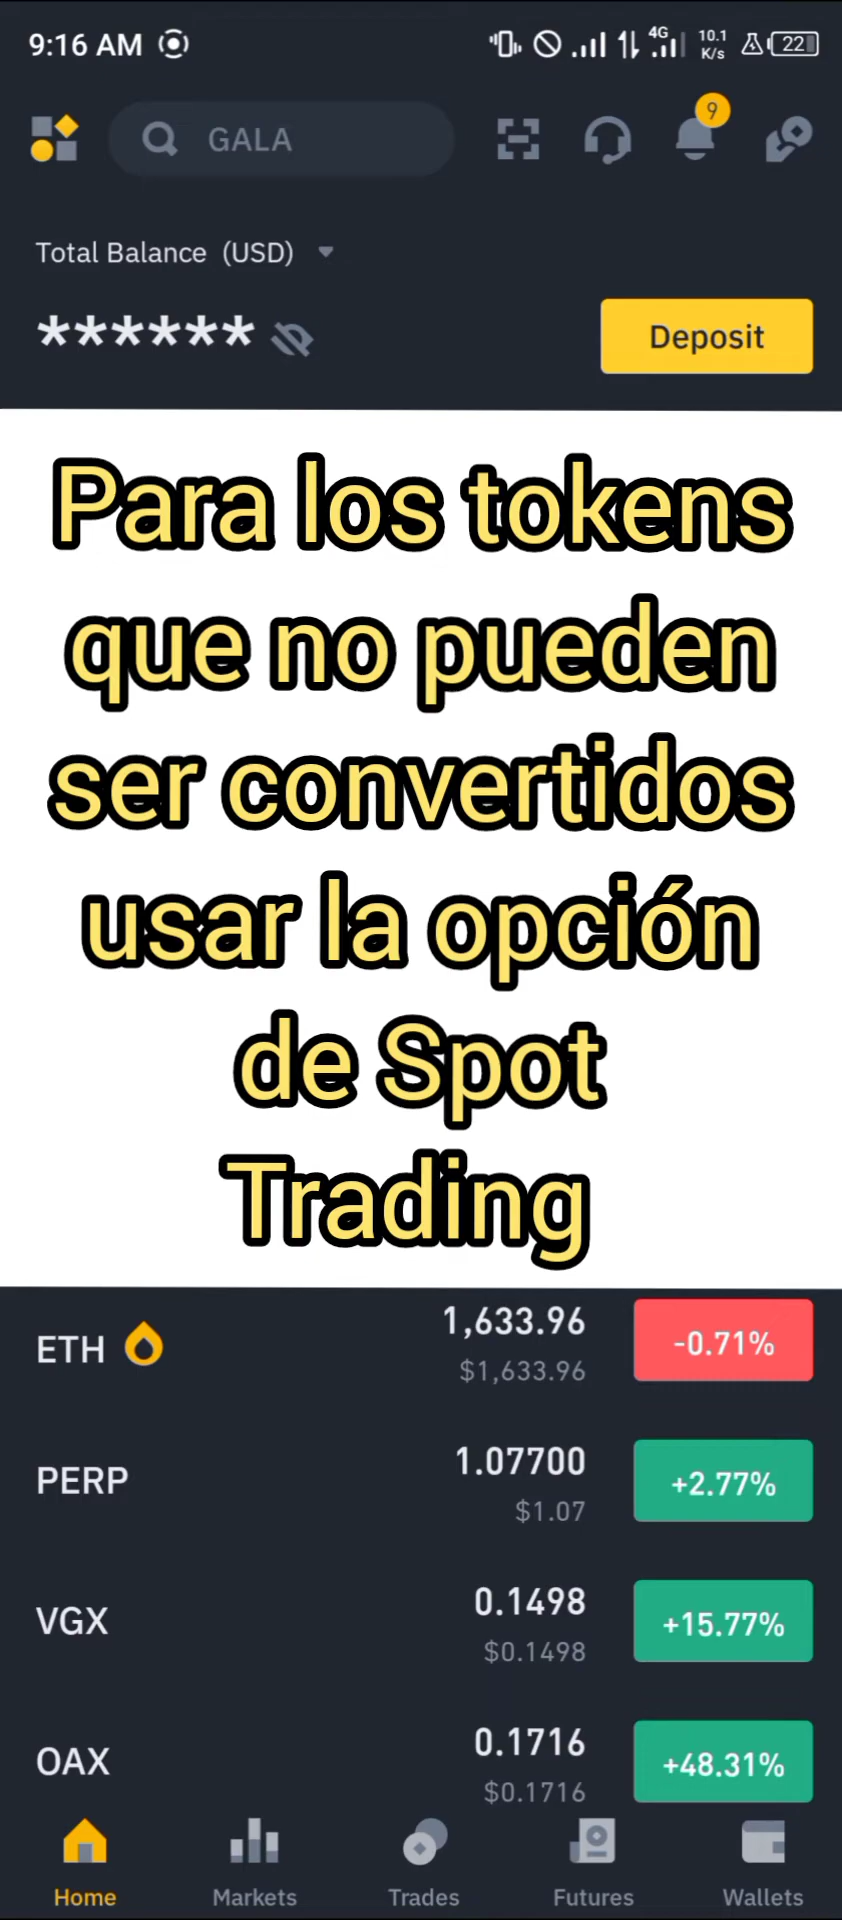 9:16 AM 4G 10.1 K/s 22
GALA 9
Total Balance (USD)
******
Deposit
Para los tokens
que no pueden
ser convertidos
usar la opción
de Spot
Trading
ETH 1,633.96 -0.71%
$1,633.96
PERP 1.07700 +2.77%
$1.07
VGX 0.1498 +15.77%
$0.1498
OAX 0.1716 +48.31%
$0.1716
Home Markets Trades Futures Wallets